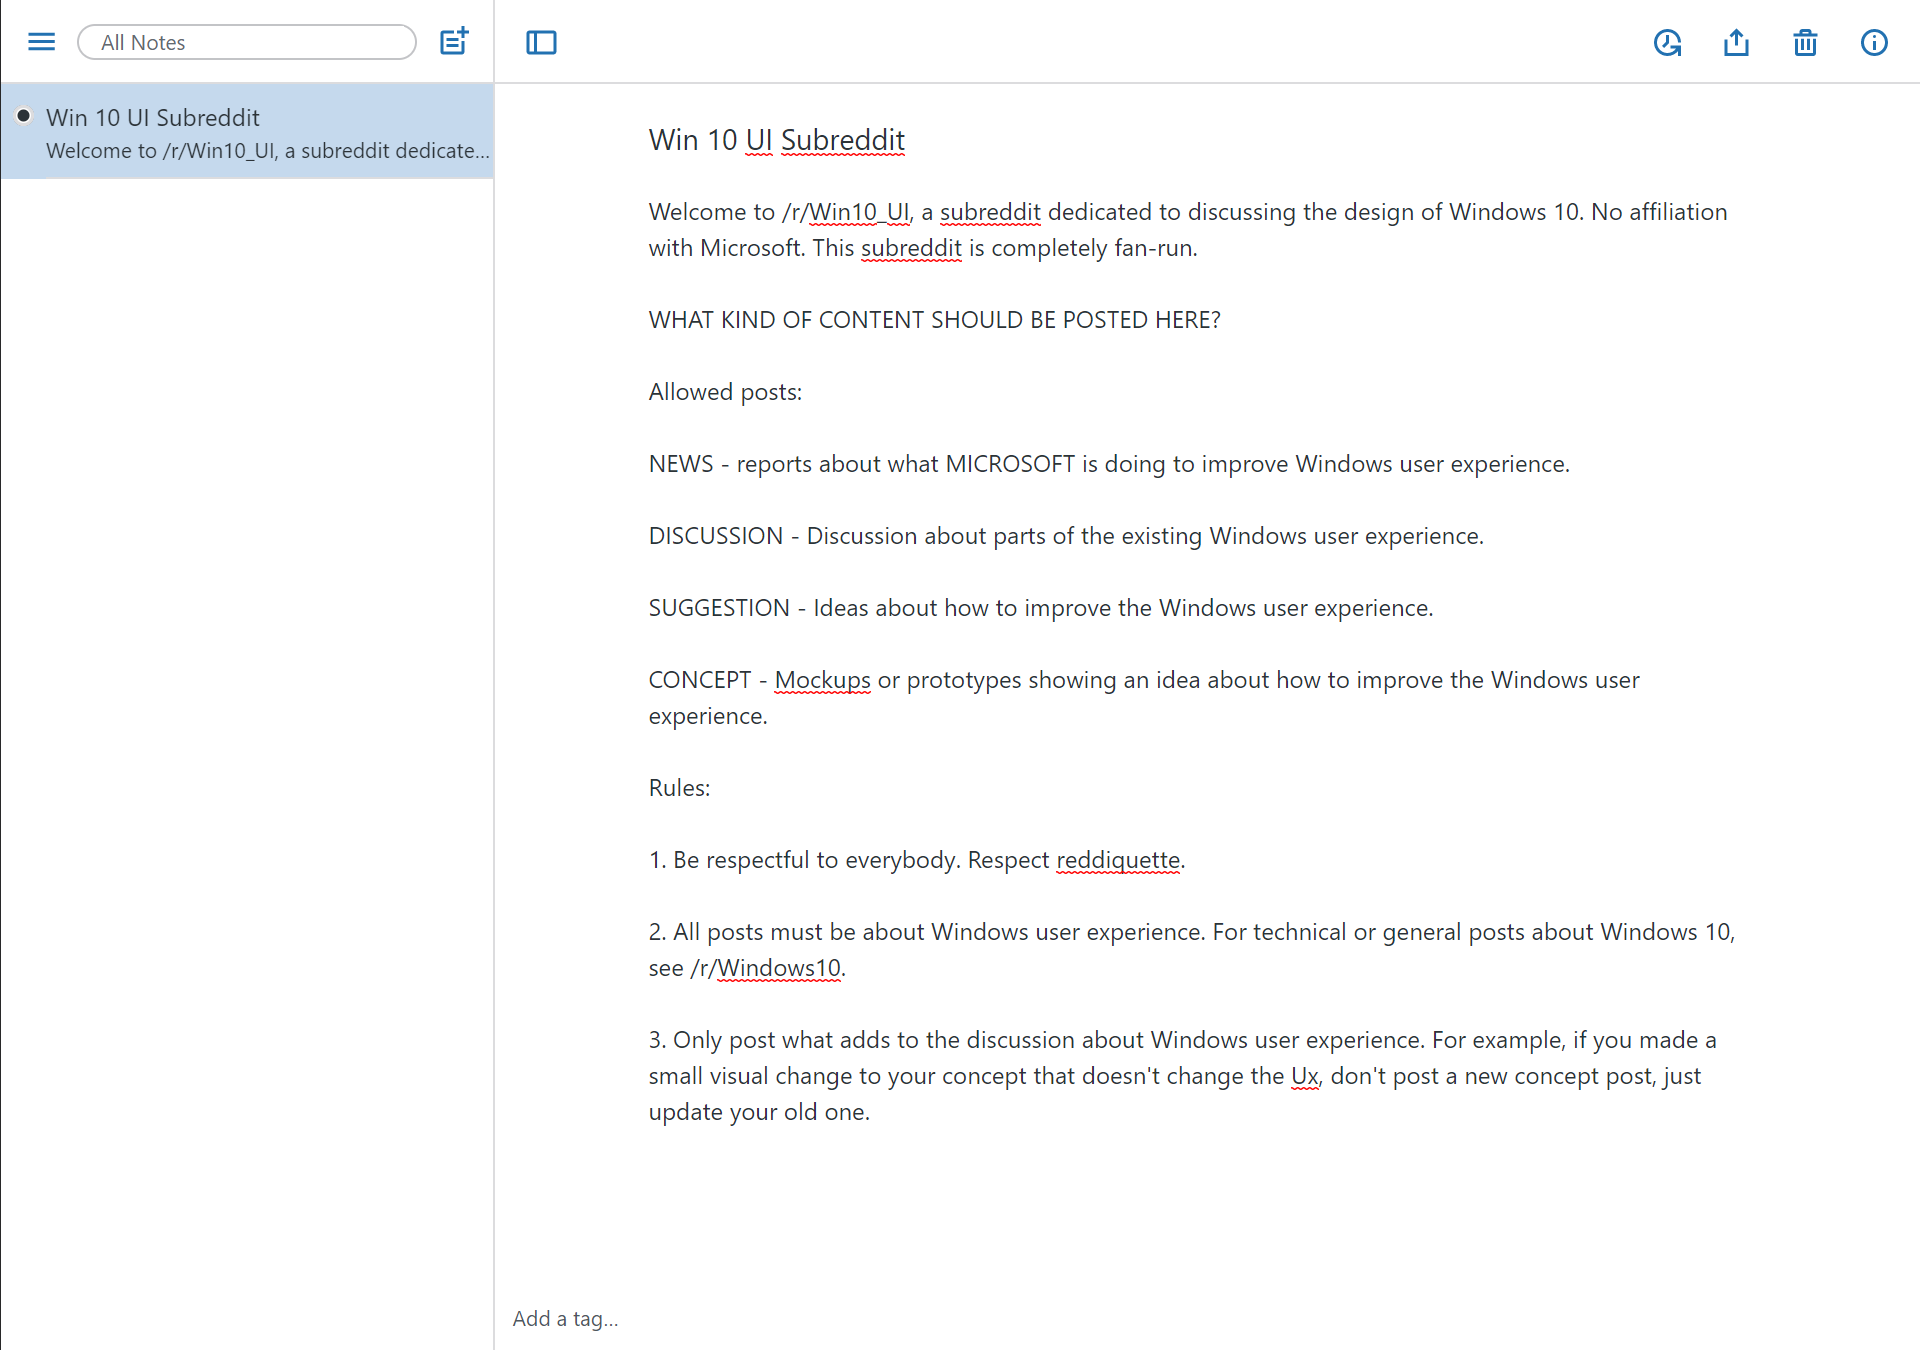 All Notes
Win 10 UI Subreddit
Welcome to /r/Win10_UI, a subreddit dedicate...
Win 10 UI Subreddit
Welcome to /r/Win10_UI, a subreddit dedicated to discussing the design of Windows 10. No affiliation
with Microsoft. This subreddit is completely fan-run.
WHAT KIND OF CONTENT SHOULD BE POSTED HERE?
Allowed posts:
NEWS - reports about what MICROSOFT is doing to improve Windows user experience.
DISCUSSION - Discussion about parts of the existing Windows user experience.
SUGGESTION - Ideas about how to improve the Windows user experience.
CONCEPT - Mockups or prototypes showing an idea about how to improve the Windows user
experience.
Rules:
1. Be respectful to everybody. Respect reddiquette.
2. All posts must be about Windows user experience. For technical or general posts about Windows 10,
see /r/Windows10.
3. Only post what adds to the discussion about Windows user experience. For example, if you made a
small visual change to your concept that doesn't change the Ux, don't post a new concept post, just
update your old one.
Add a tag...